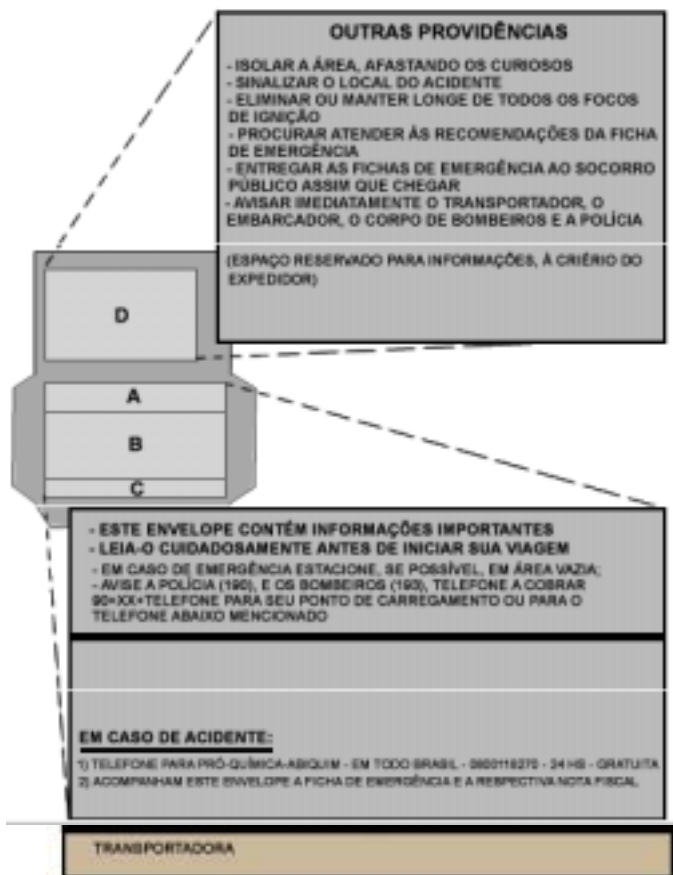 OUTRAS PROVIDÊNCIAS
- ISOLAR A ÁREA, AFASTANDO OS CURIOSOS
- SINALIZAR O LOCAL DO ACIDENTE
- ELIMINAR OU MANTER LONGE DE TODOS OS FOCOS
DE IGNIÇÃO
- PROCURAR ATENDER ÀS RECOMENDAÇÕES DA FICHA
DE EMERGÊNCIA
- ENTREGAR AS FICHAS DE EMERGÊNCIA AO SOCORRO
PÚBLICO ASSIM QUE CHEGAR
- AVISAR IMEDIATAMENTE O TRANSPORTADOR, O
EMBARCADOR, O CORPO DE BOMBEIROS E A POLÍCIA
(ESPAÇO RESERVADO PARA INFORMAÇÕES, À CRIÉRIO DO
EXPEDIDOR)
D
A
B
C
- ESTE ENVELOPE CONTÉM INFORMAÇÕES IMPORTANTES
- LEIA-O CUIDADOSAMENTE ANTES DE INICIAR SUA VIAGEM
- EM CASO DE EMERGÊNCIA ESTACIONE, SE POSSÍVEL, EM ÁREA VAZIA;
- AVISE A POLÍCIA (190), E OS BOMBEIROS (193), TELEFONE A COBRAR
90+XX+TELEFONE PARA SEU PONTO DE CARREGAMENTO OU PARA O
TELEFONE ABAIXO MENCIONADO
EM CASO DE ACIDENTE:
1) TELEFONE PARA PRÓ-QUÍMICA-ABIQUIM - EM TODO BRASIL - 0800118270 - 24 HS - GRATUITA
2) ACOMPANHAM ESTE ENVELOPE A FICHA DE EMERGÊNCIA E A RESPECTIVA NOTA FISCAL
TRANSPORTADORA